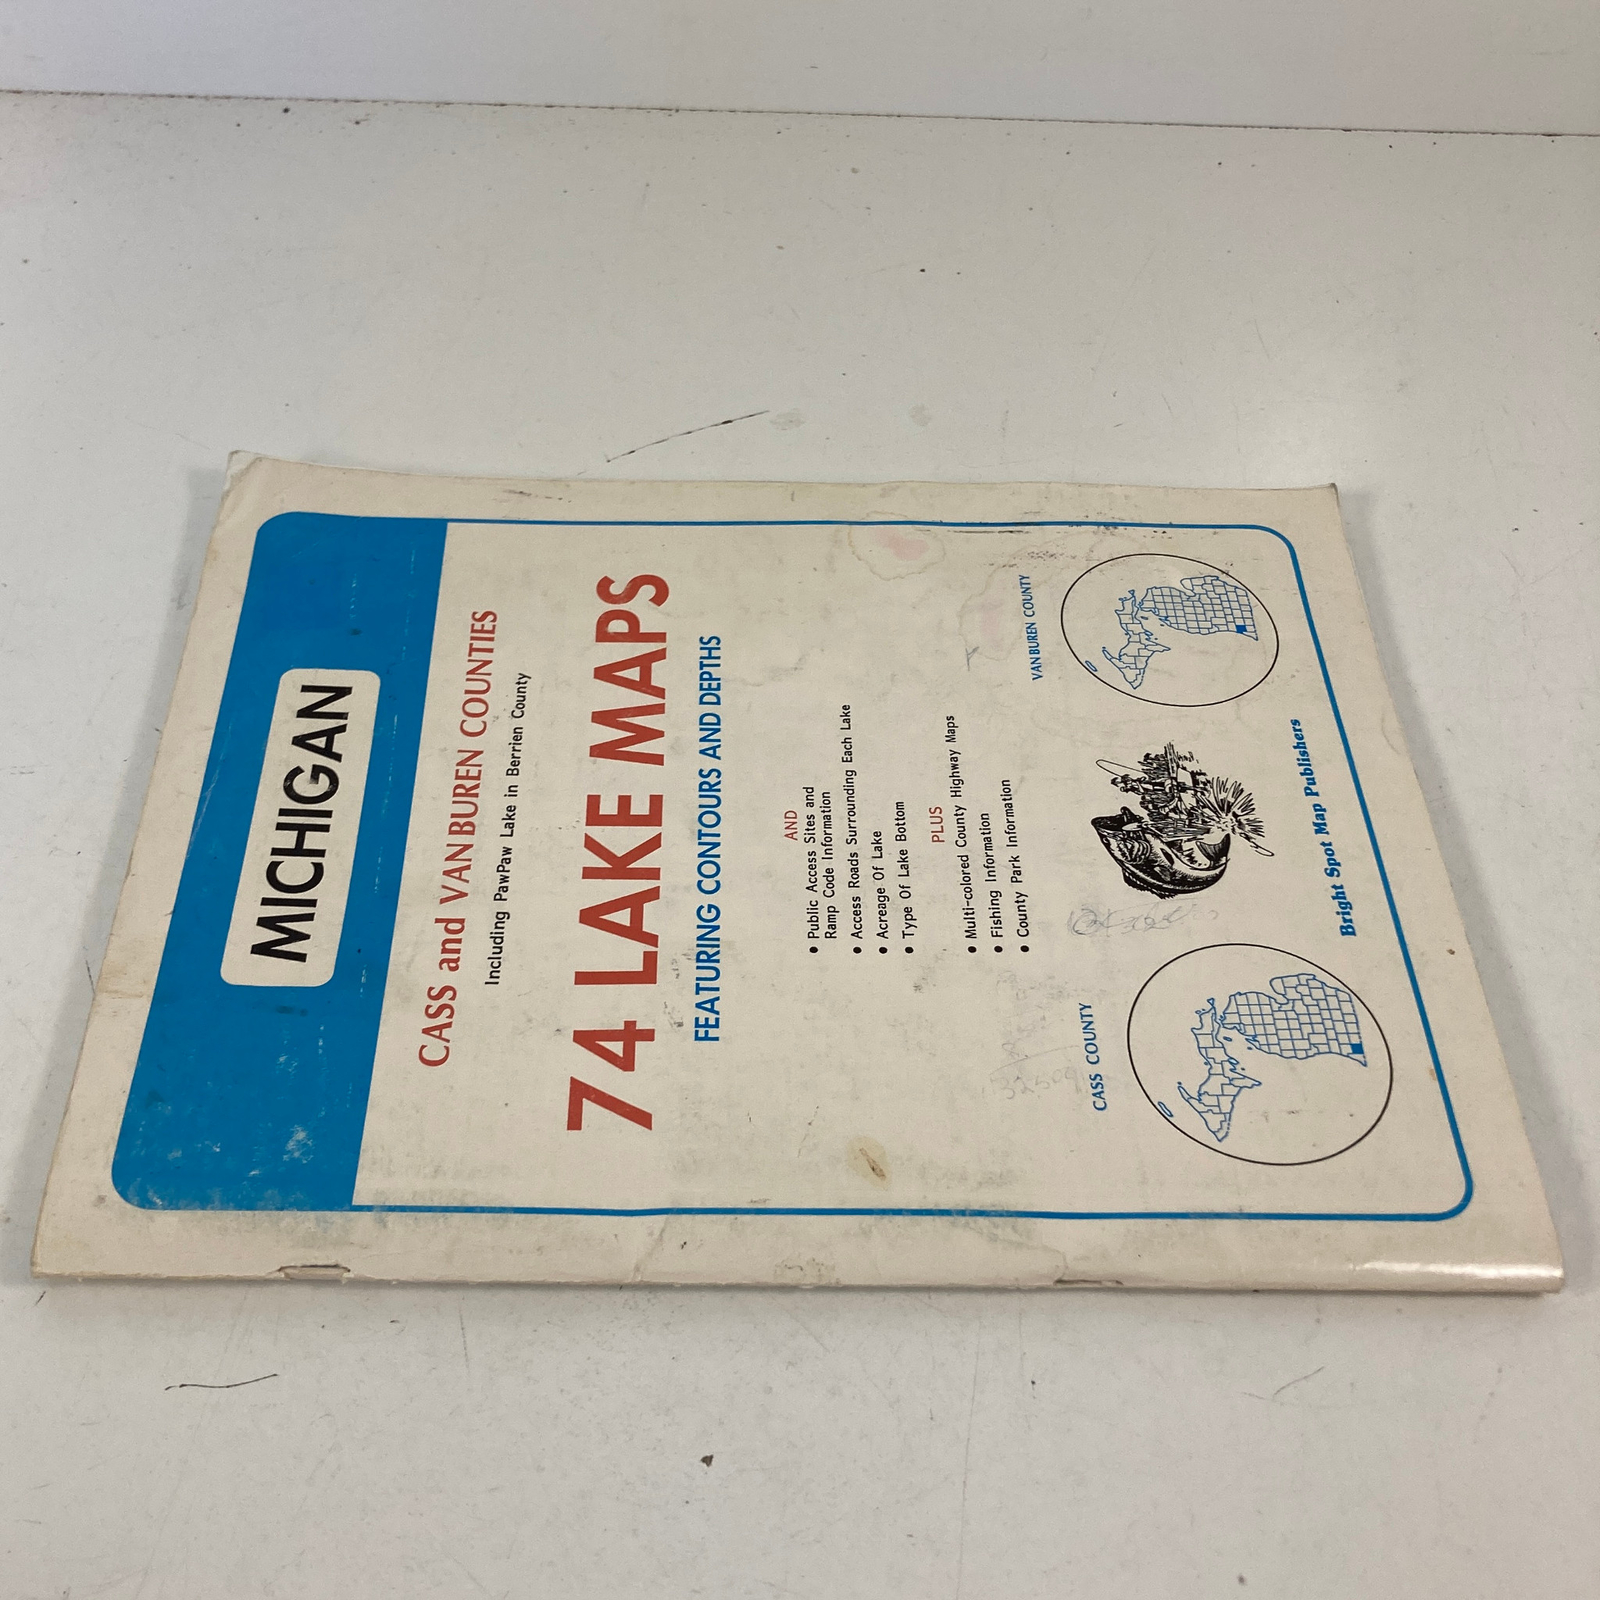 MICHIGAN
CASS and VAN BUREN COUNTIES
Including PawPaw Lake in Berrien County
74 LAKE MAPS
FEATURING CONTOURS AND DEPTHS
AND
• Public Access Sites and
Ramp Code Information
• Access Roads Surrounding Each Lake
• Acreage Of Lake
• Type Of Lake Bottom
PLUS
• Multi-colored County Highway Maps
• Fishing Information
• County Park Information
CASS COUNTY
VAN BUREN COUNTY
Bright Spot Map Publishers